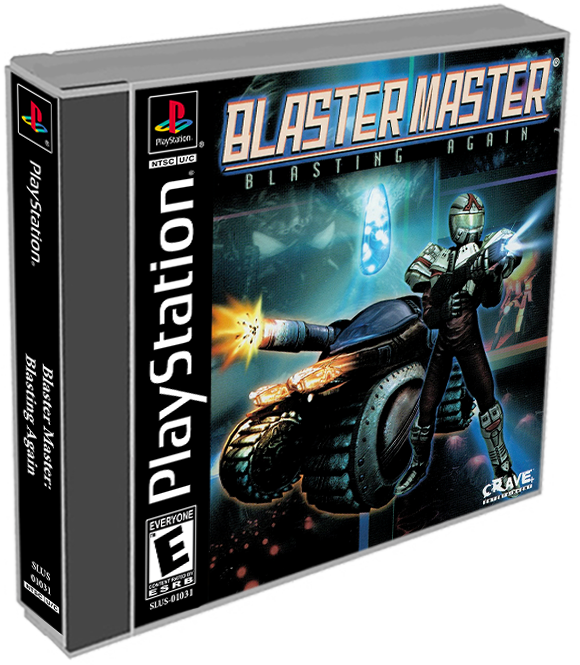 PlayStation
Blaster Master:
Blasting Again
SLUS
01031
NTSC U/C
PlayStation
NTSC U/C
PlayStation
BLASTER MASTER
BLASTING AGAIN
EVERYONE
E
CONTENT RATED BY
ESRB
SLUS-01031
CRAVE